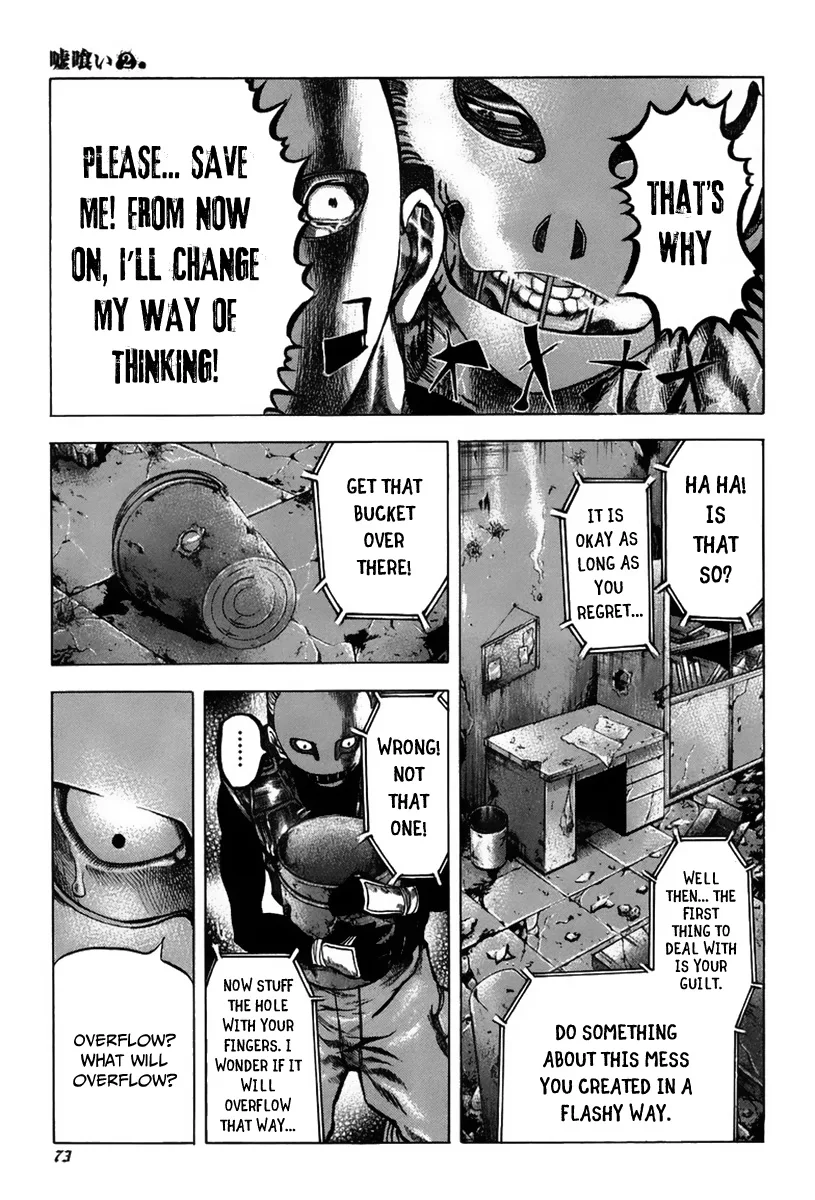 嘘喰い 2.
THAT'S
WHY
PLEASE... SAVE
ME! FROM NOW
ON, I'LL CHANGE
MY WAY OF
THINKING!
HA HA!
IS
THAT
SO?
IT IS
OKAY AS
LONG AS
YOU
REGRET...
WELL
THEN... THE
FIRST
THING TO
DEAL WITH
IS YOUR
GUILT.
DO SOMETHING
ABOUT THIS MESS
YOU CREATED IN A
FLASHY WAY.
GET THAT
BUCKET
OVER
THERE!
WRONG!
NOT
THAT
ONE!
......
NOW STUFF
THE HOLE
WITH YOUR
FINGERS. I
WONDER IF IT
WILL
OVERFLOW
THAT WAY...
OVERFLOW?
WHAT WILL
OVERFLOW?
73